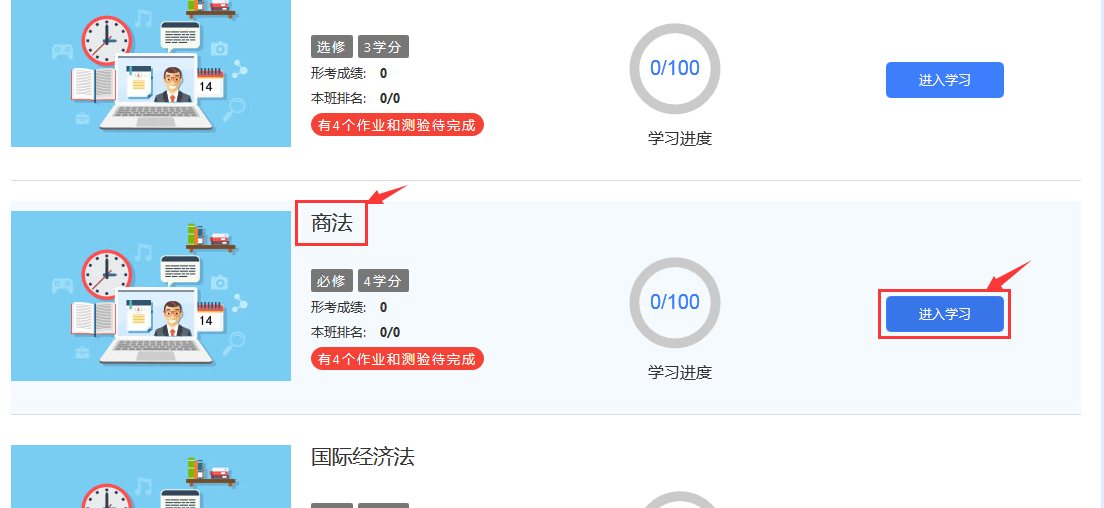 选修 3学分
形考成绩: 0
本班排名: 0/0
有4个作业和测验待完成
0/100
学习进度
进入学习
14
商法
必修 4学分
形考成绩: 0
本班排名: 0/0
有4个作业和测验待完成
0/100
学习进度
进入学习
14
国际经济法